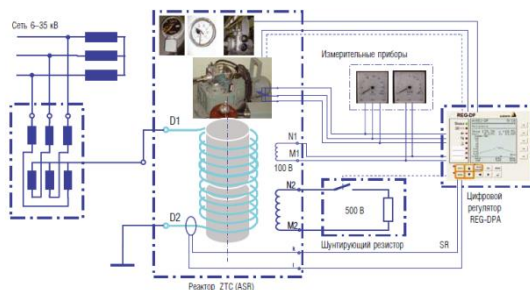 Сеть 6–35 кВ
Измерительные приборы
REG-DP
D1
N1
M1
100 В
N2
M2
500 В
Шунтирующий резистор
Цифровой
регулятор
REG-DPA
D2
k
l
SR
Реактор ZTC (ASR)